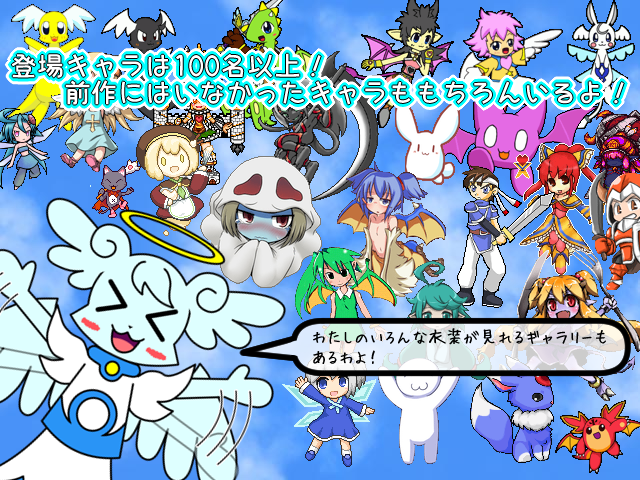 登場キャラは100名以上！
前作にはいなかったキャラももちろんいるよ！
わたしのいろんな衣装が見れるギャラリーも
あるわよ！